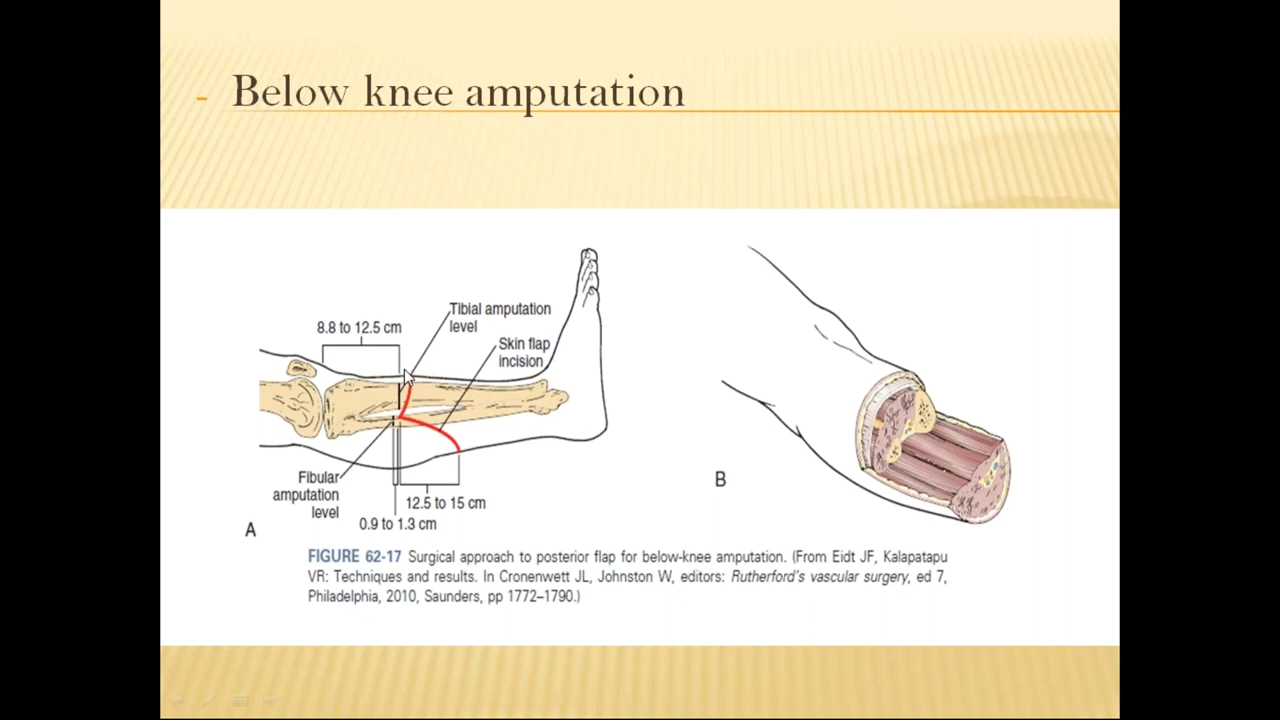 - Below knee amputation
Tibial amputation
level
8.8 to 12.5 cm
Skin flap
incision
Fibular
amputation
level
12.5 to 15 cm
0.9 to 1.3 cm
A
B
FIGURE 62-17 Surgical approach to posterior flap for below-knee amputation. (From Eidt JF, Kalapatapu
VR: Techniques and results. In Cronenwett JL, Johnston W, editors: Rutherford's vascular surgery, ed 7,
Philadelphia, 2010, Saunders, pp 1772–1790.)